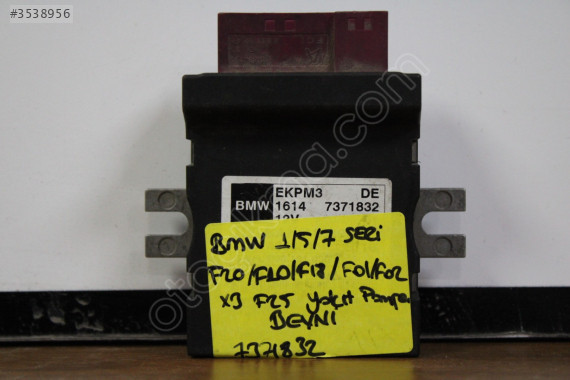 #3538956
EKPM3 DE
BMW 1614 7371832
12V
BMW 1/5/7 SERİ
F20/F10/F18/F01/F02
X3 F25 Yakıt Pompa
BEYNİ
7371832